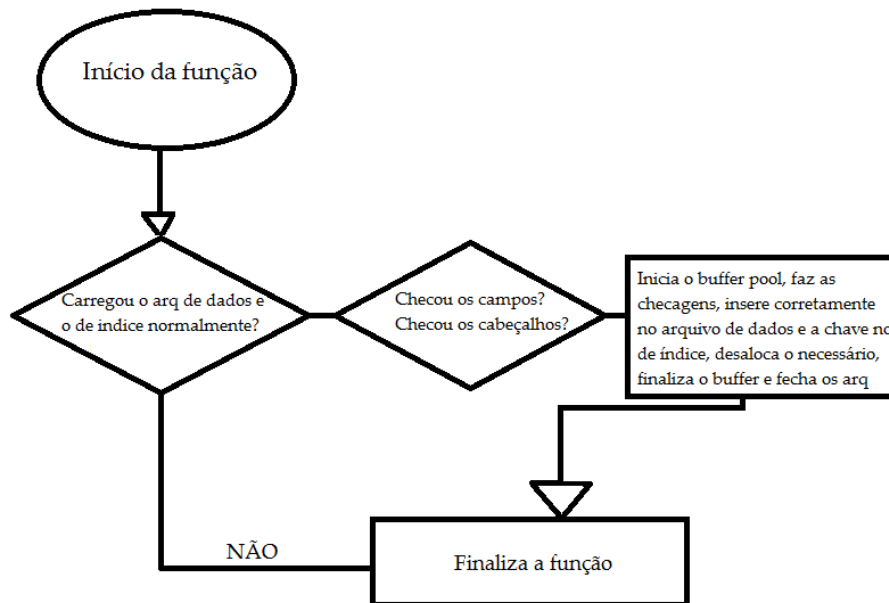 Início da função
Carregou o arq de dados e
o de indice normalmente?
Checou os campos?
Checou os cabeçalhos?
Inicia o buffer pool, faz as
checagens, insere corretamente
no arquivo de dados e a chave no
de índice, desaloca o necessário,
finaliza o buffer e fecha os arq
NÃO
Finaliza a função